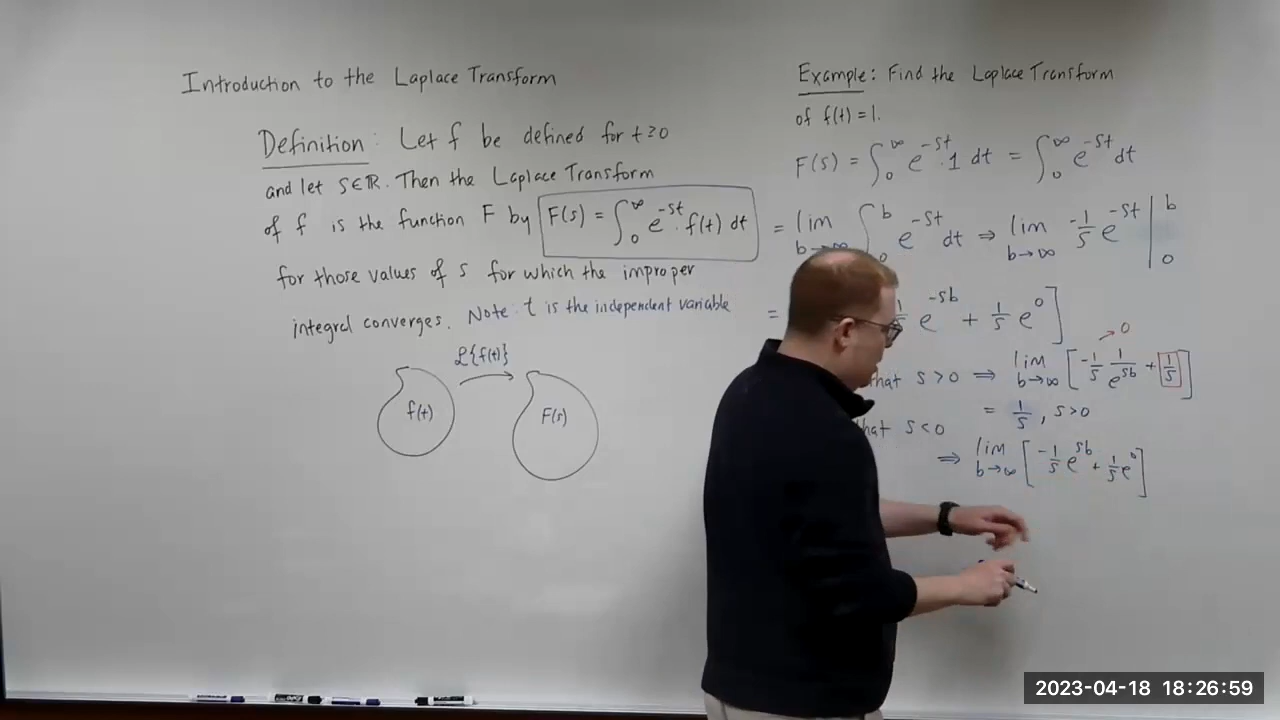 Introduction to the Laplace Transform
Definition: Let f be defined for t≥0
and let s∈ℝ. Then the Laplace Transform
of f is the function F by F(s) = ∫₀^∞ e^{-st}·f(t) dt
for those values of s for which the improper
integral converges. Note: t is the independent variable
ℒ{f(t)}
f(t) F(s)
Example: Find the Laplace Transform
of f(t) = 1.
F(s) = ∫₀^∞ e^{-st}·1 dt = ∫₀^∞ e^{-st} dt
= lim b→∞ ∫₀^b e^{-st} dt ⇒ lim b→∞ -1/s e^{-st} |₀^b
= 1/s e^{-sb} + 1/s e^0]
that s>0 ⇒ lim b→∞ [-1/s 1/e^{sb} + 1/s] → 0
= 1/s, s>0
that s<0
⇒ lim b→∞ [-1/s e^{sb} + 1/s e^0]
2023-04-18 18:26:59